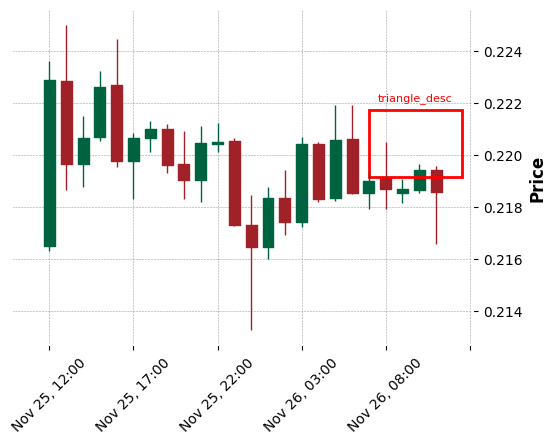 triangle_desc
0.224
0.222
0.220
0.218
0.216
0.214
Price
Nov 25, 12:00
Nov 25, 17:00
Nov 25, 22:00
Nov 26, 03:00
Nov 26, 08:00